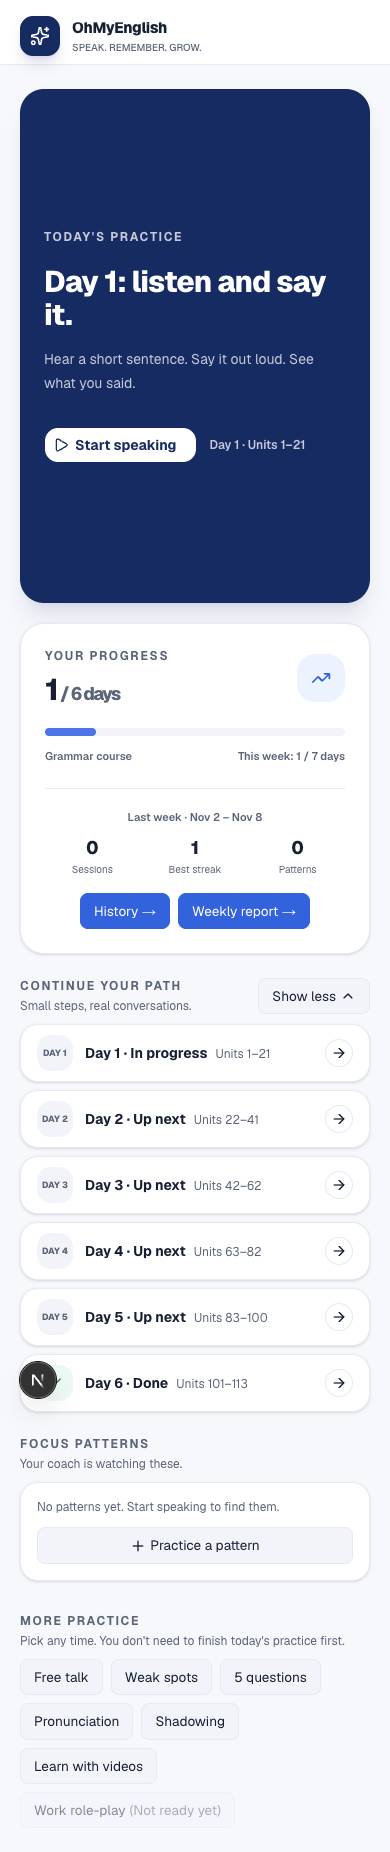 OhMyEnglish
SPEAK. REMEMBER. GROW.
TODAY'S PRACTICE
Day 1: listen and say
it.
Hear a short sentence. Say it out loud. See
what you said.
Start speaking
Day 1 · Units 1–21
YOUR PROGRESS
1 / 6 days
Grammar course
This week: 1 / 7 days
Last week · Nov 2 – Nov 8
0 1 0
Sessions Best streak Patterns
History →
Weekly report →
CONTINUE YOUR PATH
Small steps, real conversations.
Show less
DAY 1 Day 1 · In progress Units 1–21
DAY 2 Day 2 · Up next Units 22–41
DAY 3 Day 3 · Up next Units 42–62
DAY 4 Day 4 · Up next Units 63–82
DAY 5 Day 5 · Up next Units 83–100
N Day 6 · Done Units 101–113
FOCUS PATTERNS
Your coach is watching these.
No patterns yet. Start speaking to find them.
+ Practice a pattern
MORE PRACTICE
Pick any time. You don't need to finish today's practice first.
Free talk Weak spots 5 questions
Pronunciation Shadowing
Learn with videos
Work role-play (Not ready yet)